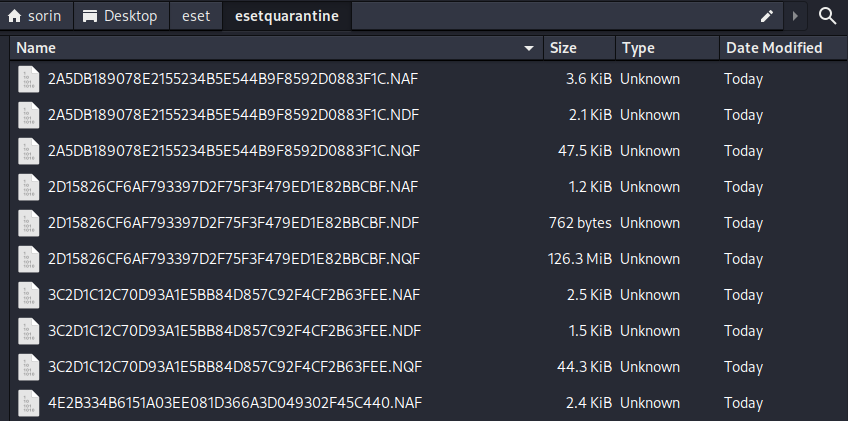 sorin Desktop eset esetquarantine
Name Size Type Date Modified
2A5DB189078E2155234B5E544B9F8592D0883F1C.NAF 3.6 KiB Unknown Today
2A5DB189078E2155234B5E544B9F8592D0883F1C.NDF 2.1 KiB Unknown Today
2A5DB189078E2155234B5E544B9F8592D0883F1C.NQF 47.5 KiB Unknown Today
2D15826CF6AF793397D2F75F3F479ED1E82BBCBF.NAF 1.2 KiB Unknown Today
2D15826CF6AF793397D2F75F3F479ED1E82BBCBF.NDF 762 bytes Unknown Today
2D15826CF6AF793397D2F75F3F479ED1E82BBCBF.NQF 126.3 MiB Unknown Today
3C2D1C12C70D93A1E5BB84D857C92F4CF2B63FEE.NAF 2.5 KiB Unknown Today
3C2D1C12C70D93A1E5BB84D857C92F4CF2B63FEE.NDF 1.5 KiB Unknown Today
3C2D1C12C70D93A1E5BB84D857C92F4CF2B63FEE.NQF 44.3 KiB Unknown Today
4E2B334B6151A03EE081D366A3D049302F45C440.NAF 2.4 KiB Unknown Today